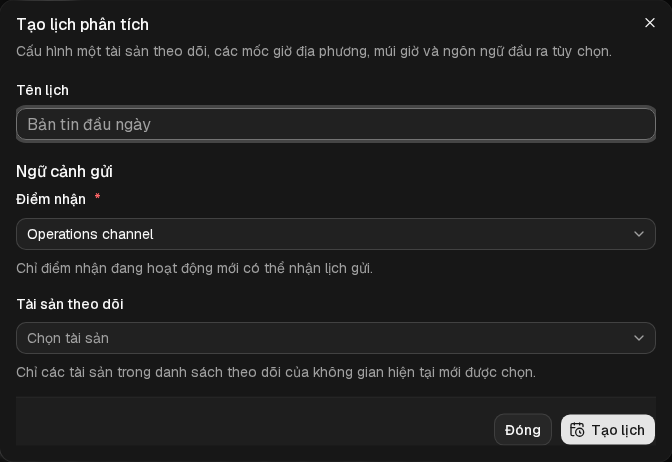 Tạo lịch phân tích
Cấu hình một tài sản theo dõi, các mốc giờ địa phương, múi giờ và ngôn ngữ đầu ra tùy chọn.
Tên lịch
Bản tin đầu ngày
Ngữ cảnh gửi
Điểm nhận *
Operations channel
Chỉ điểm nhận đang hoạt động mới có thể nhận lịch gửi.
Tài sản theo dõi
Chọn tài sản
Chỉ các tài sản trong danh sách theo dõi của không gian hiện tại mới được chọn.
Đóng
Tạo lịch